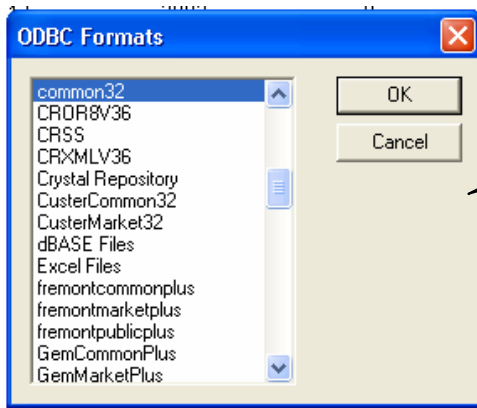 ODBC Formats
common32
CROR8V36
CRSS
CRXMLV36
Crystal Repository
CusterCommon32
CusterMarket32
dBASE Files
Excel Files
fremontcommonplus
fremontmarketplus
fremontpublicplus
GemCommonPlus
GemMarketPlus
OK
Cancel